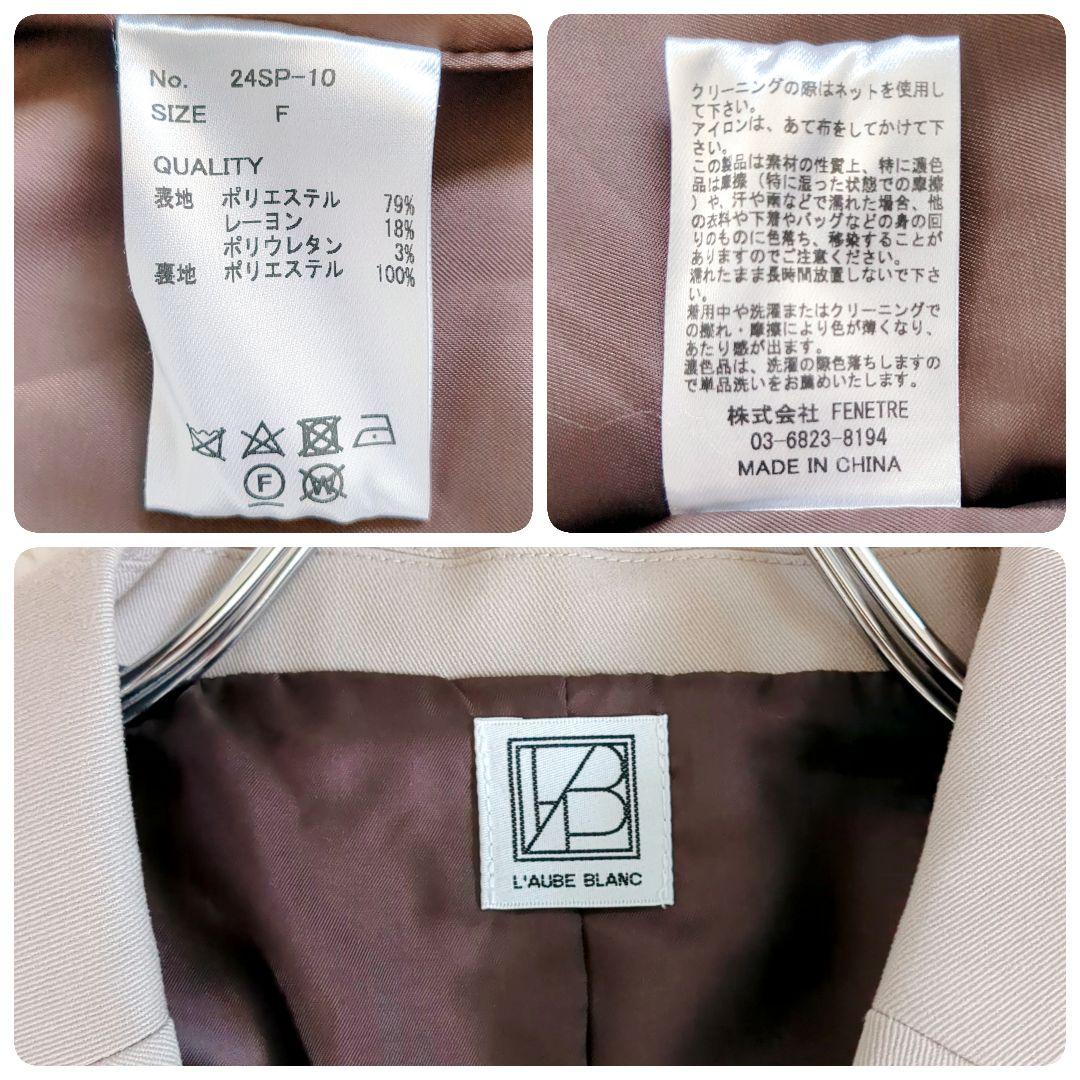 No. 24SP-10
SIZE F
QUALITY
表地 ポリエステル 79%
レーヨン 18%
ポリウレタン 3%
裏地 ポリエステル 100%
F
W
クリーニングの際はネットを使用し
て下さい。
アイロンは、あて布をしてかけて下
さい。
この製品は素材の性質上、特に濃色
品は摩擦(特に湿った状態での摩擦
)や、汗や雨などで濡れた場合、他
の衣料や下着やバッグなどの身の回
りのものに色落ち、移染することが
ありますのでご注意ください。
濡れたまま長時間放置しないで下さ
い。
着用中や洗濯またはクリーニングで
の擦れ・摩擦により色が薄くなり、
あたり感が出ます。
濃色品は、洗濯の際色落ちしますの
で単品洗いをお薦めいたします。
株式会社 FENETRE
03-6823-8194
MADE IN CHINA
L'AUBE BLANC